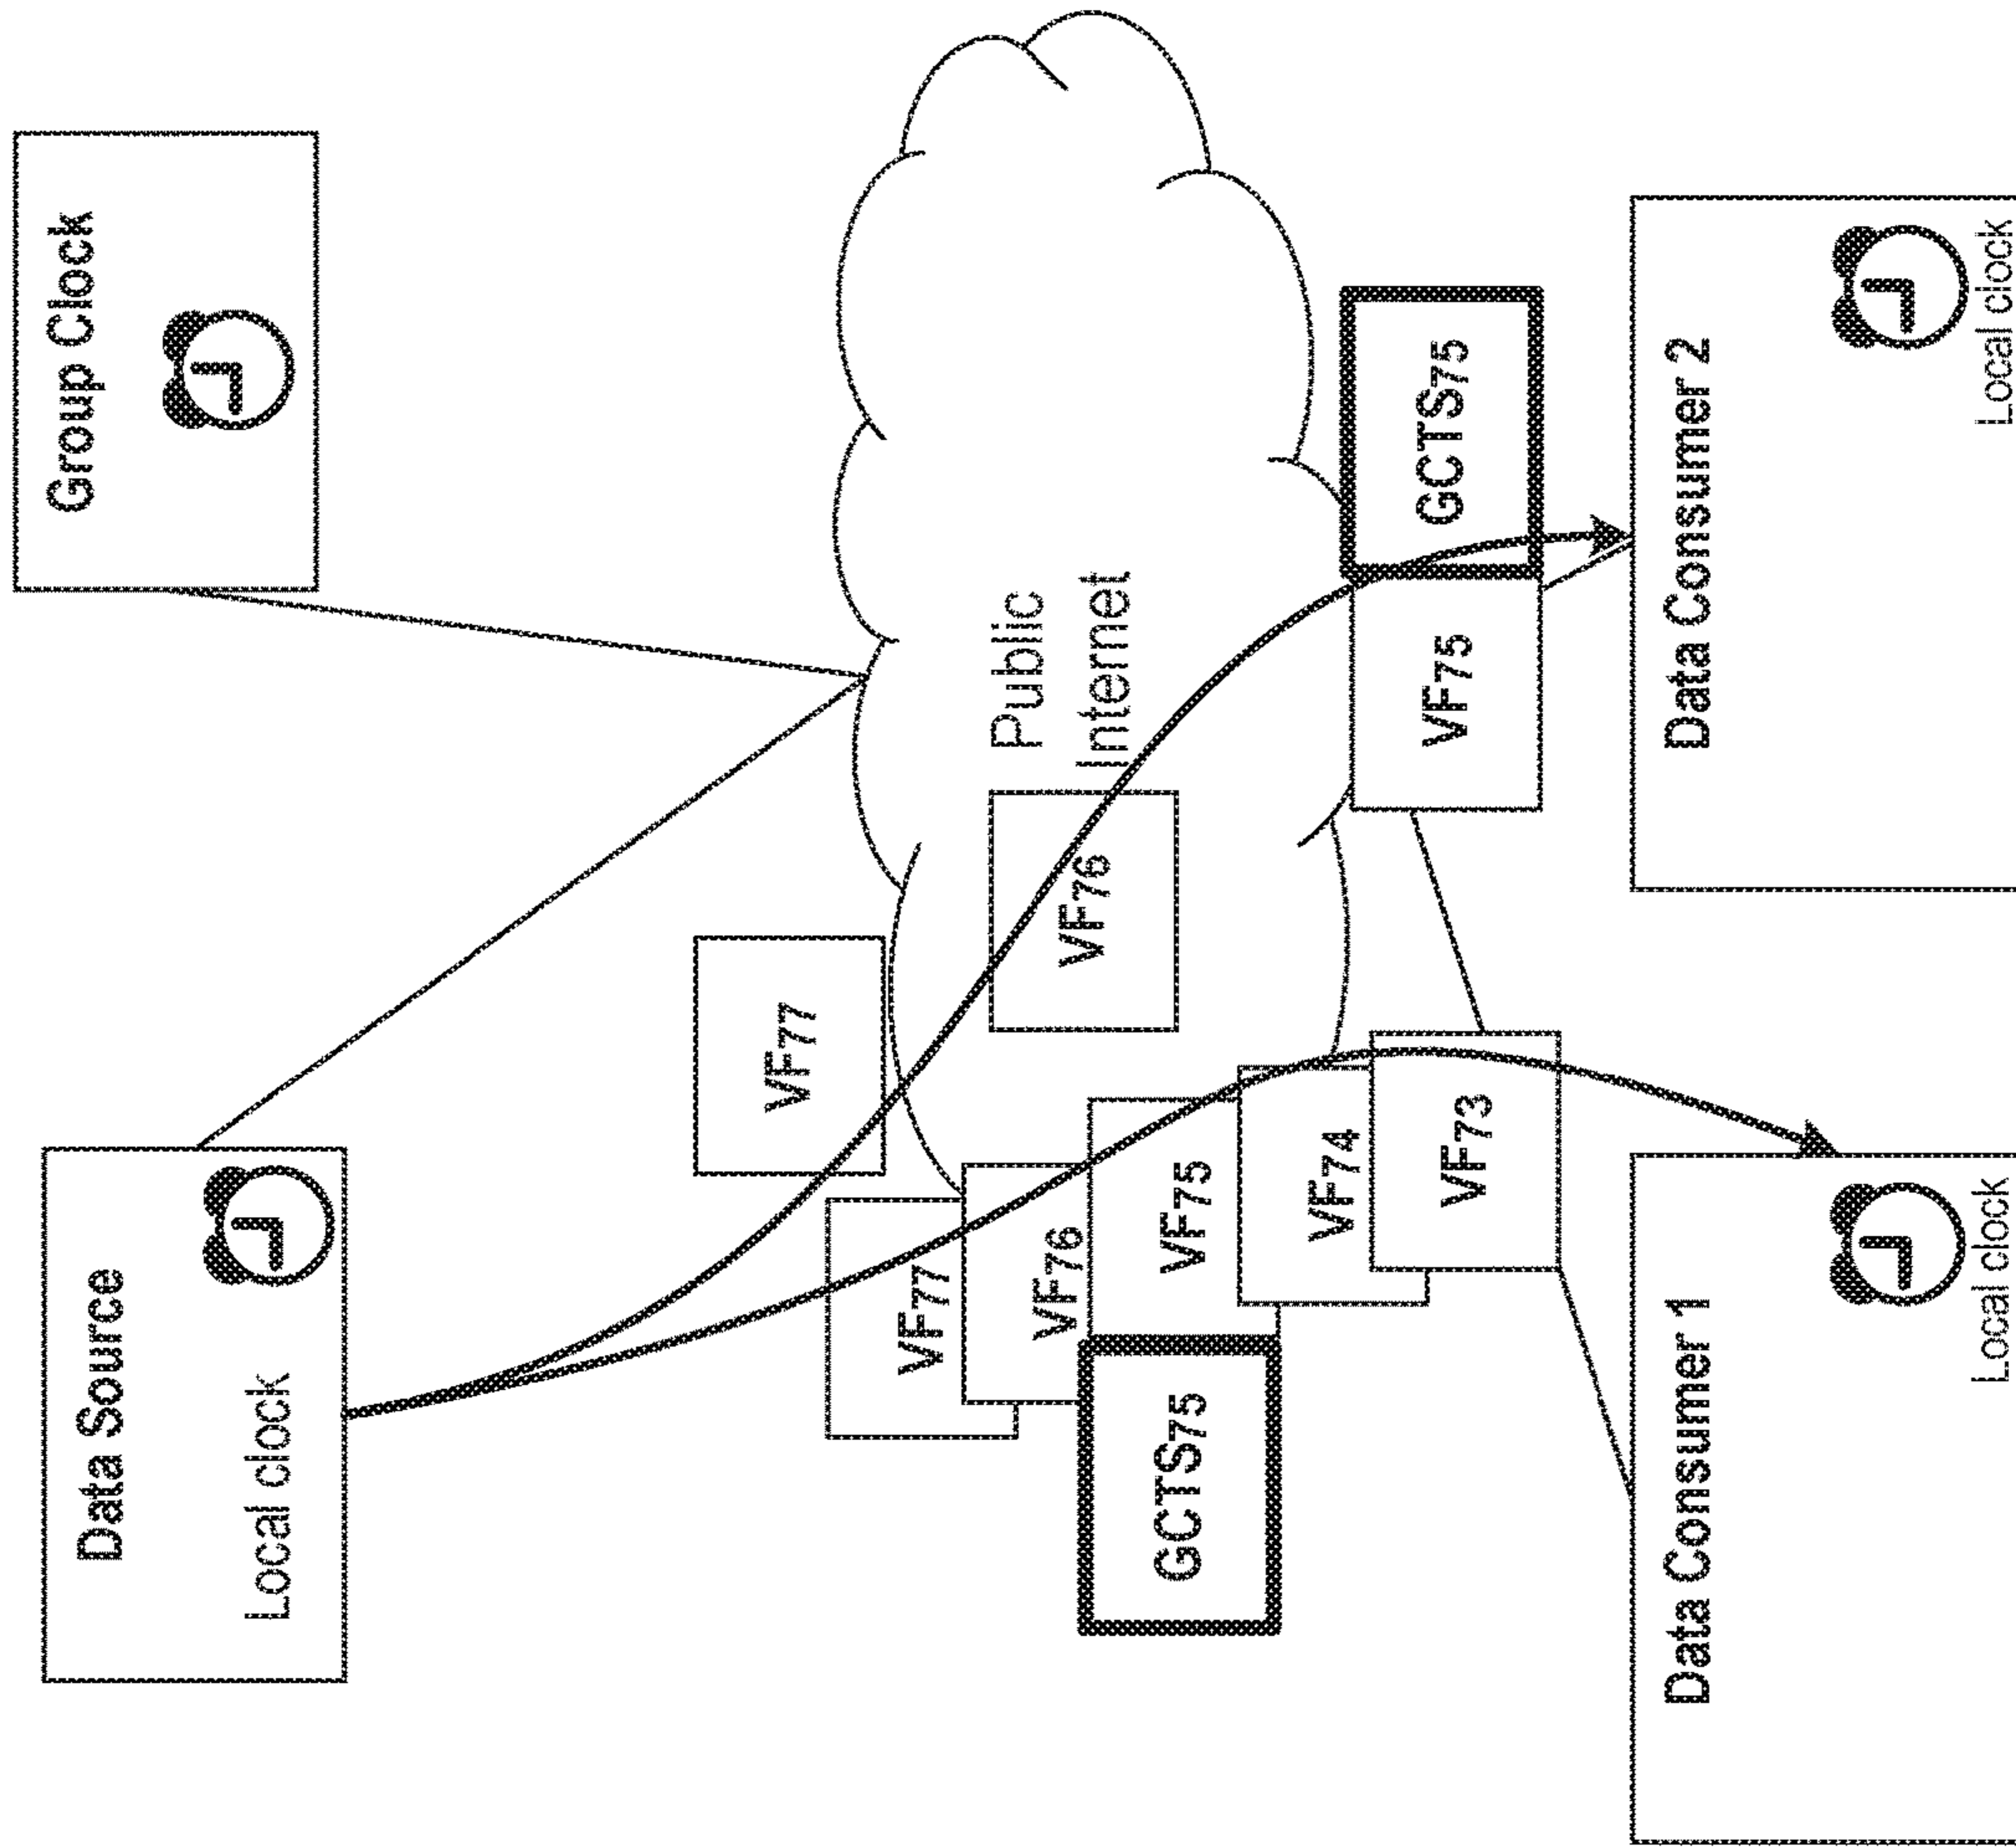 Data Source
Local clock
Group Clock
VF77
VF77
VF76
VF76
Public
Internet
GCTS75
VF75
VF74
VF73
VF75
GCTS75
Data Consumer 1
Local clock
Data Consumer 2
Local clock